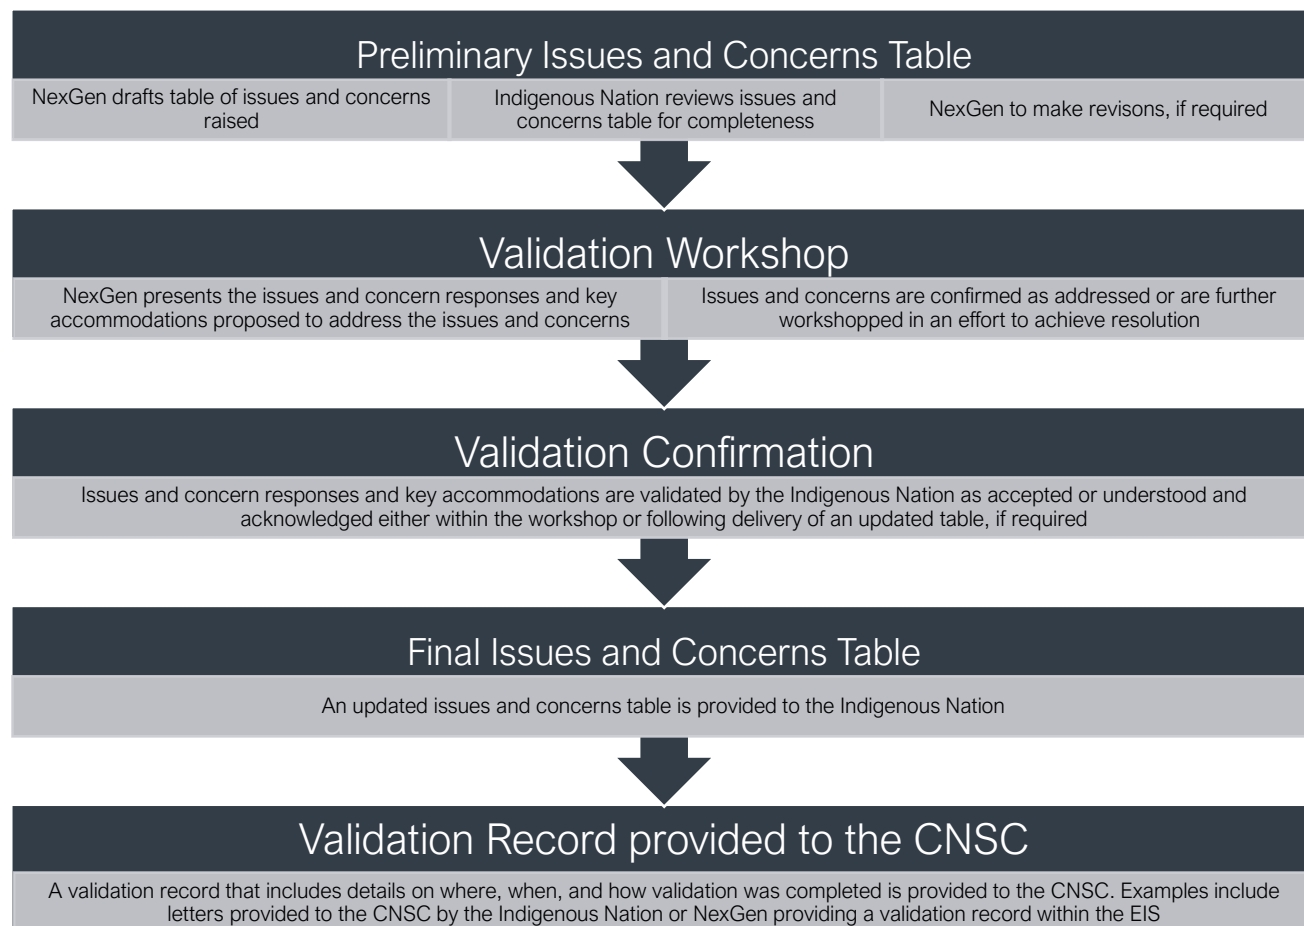 Preliminary Issues and Concerns Table
NexGen drafts table of issues and concerns
raised
Indigenous Nation reviews issues and
concerns table for completeness
NexGen to make revisons, if required
Validation Workshop
NexGen presents the issues and concern responses and key
accommodations proposed to address the issues and concerns
Issues and concerns are confirmed as addressed or are further
workshopped in an effort to achieve resolution
Validation Confirmation
Issues and concern responses and key accommodations are validated by the Indigenous Nation as accepted or understood and
acknowledged either within the workshop or following delivery of an updated table, if required
Final Issues and Concerns Table
An updated issues and concerns table is provided to the Indigenous Nation
Validation Record provided to the CNSC
A validation record that includes details on where, when, and how validation was completed is provided to the CNSC. Examples include
letters provided to the CNSC by the Indigenous Nation or NexGen providing a validation record within the EIS